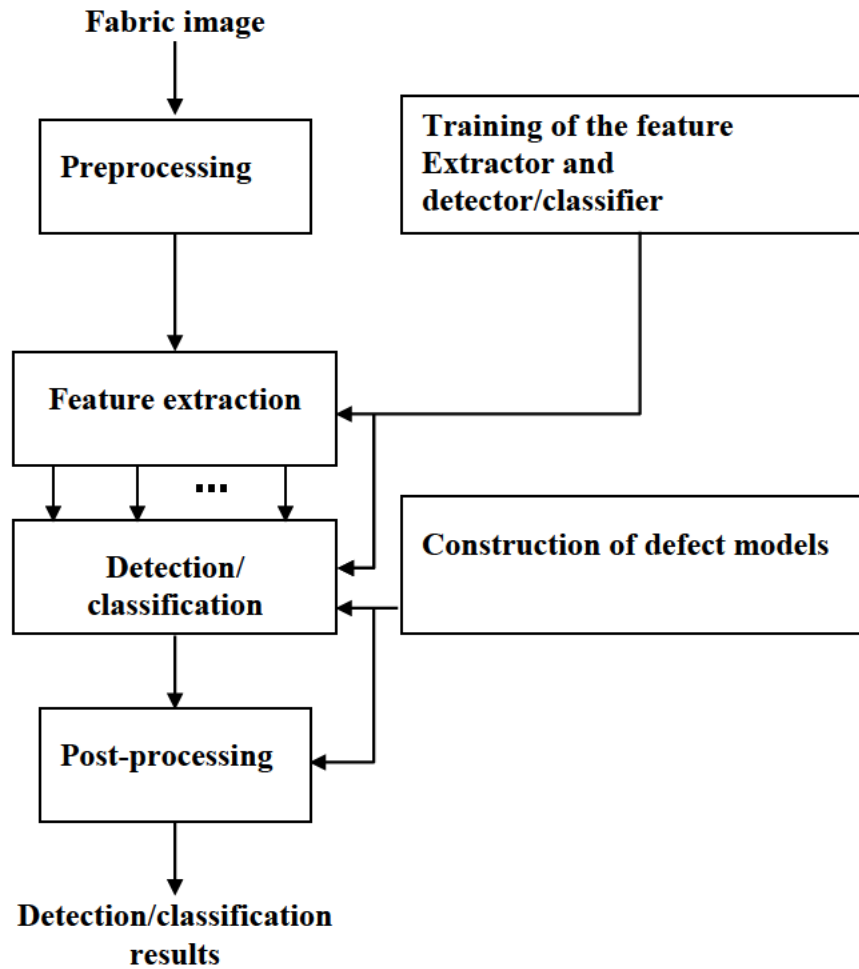 Fabric image
Preprocessing
Training of the feature
Extractor and
detector/classifier
Feature extraction
...
Detection/
classification
Construction of defect models
Post-processing
Detection/classification
results